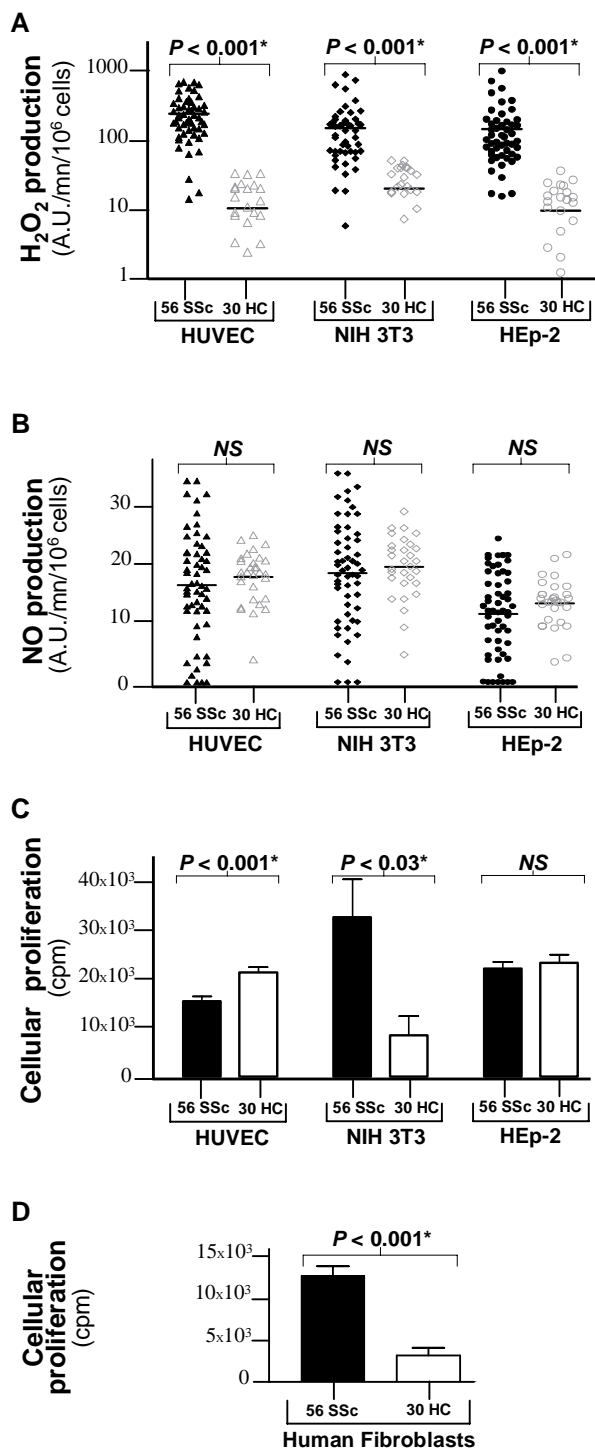 A
P < 0.001*
P < 0.001*
P < 0.001*
H2O2 production
(A.U./mn/10⁶ cells)
1000
100
10
1
56 SSc 30 HC
56 SSc 30 HC
56 SSc 30 HC
HUVEC
NIH 3T3
HEp-2
B
NS
NS
NS
NO production
(A.U./mn/10⁶ cells)
30
20
10
0
56 SSc 30 HC
56 SSc 30 HC
56 SSc 30 HC
HUVEC
NIH 3T3
HEp-2
C
P < 0.001*
P < 0.03*
NS
Cellular proliferation
(cpm)
40x10³
30x10³
20x10³
10x10³
0
56 SSc 30 HC
56 SSc 30 HC
56 SSc 30 HC
HUVEC
NIH 3T3
HEp-2
D
P < 0.001*
Cellular
proliferation
(cpm)
15x10³
10x10³
5x10³
0
56 SSc
30 HC
Human Fibroblasts